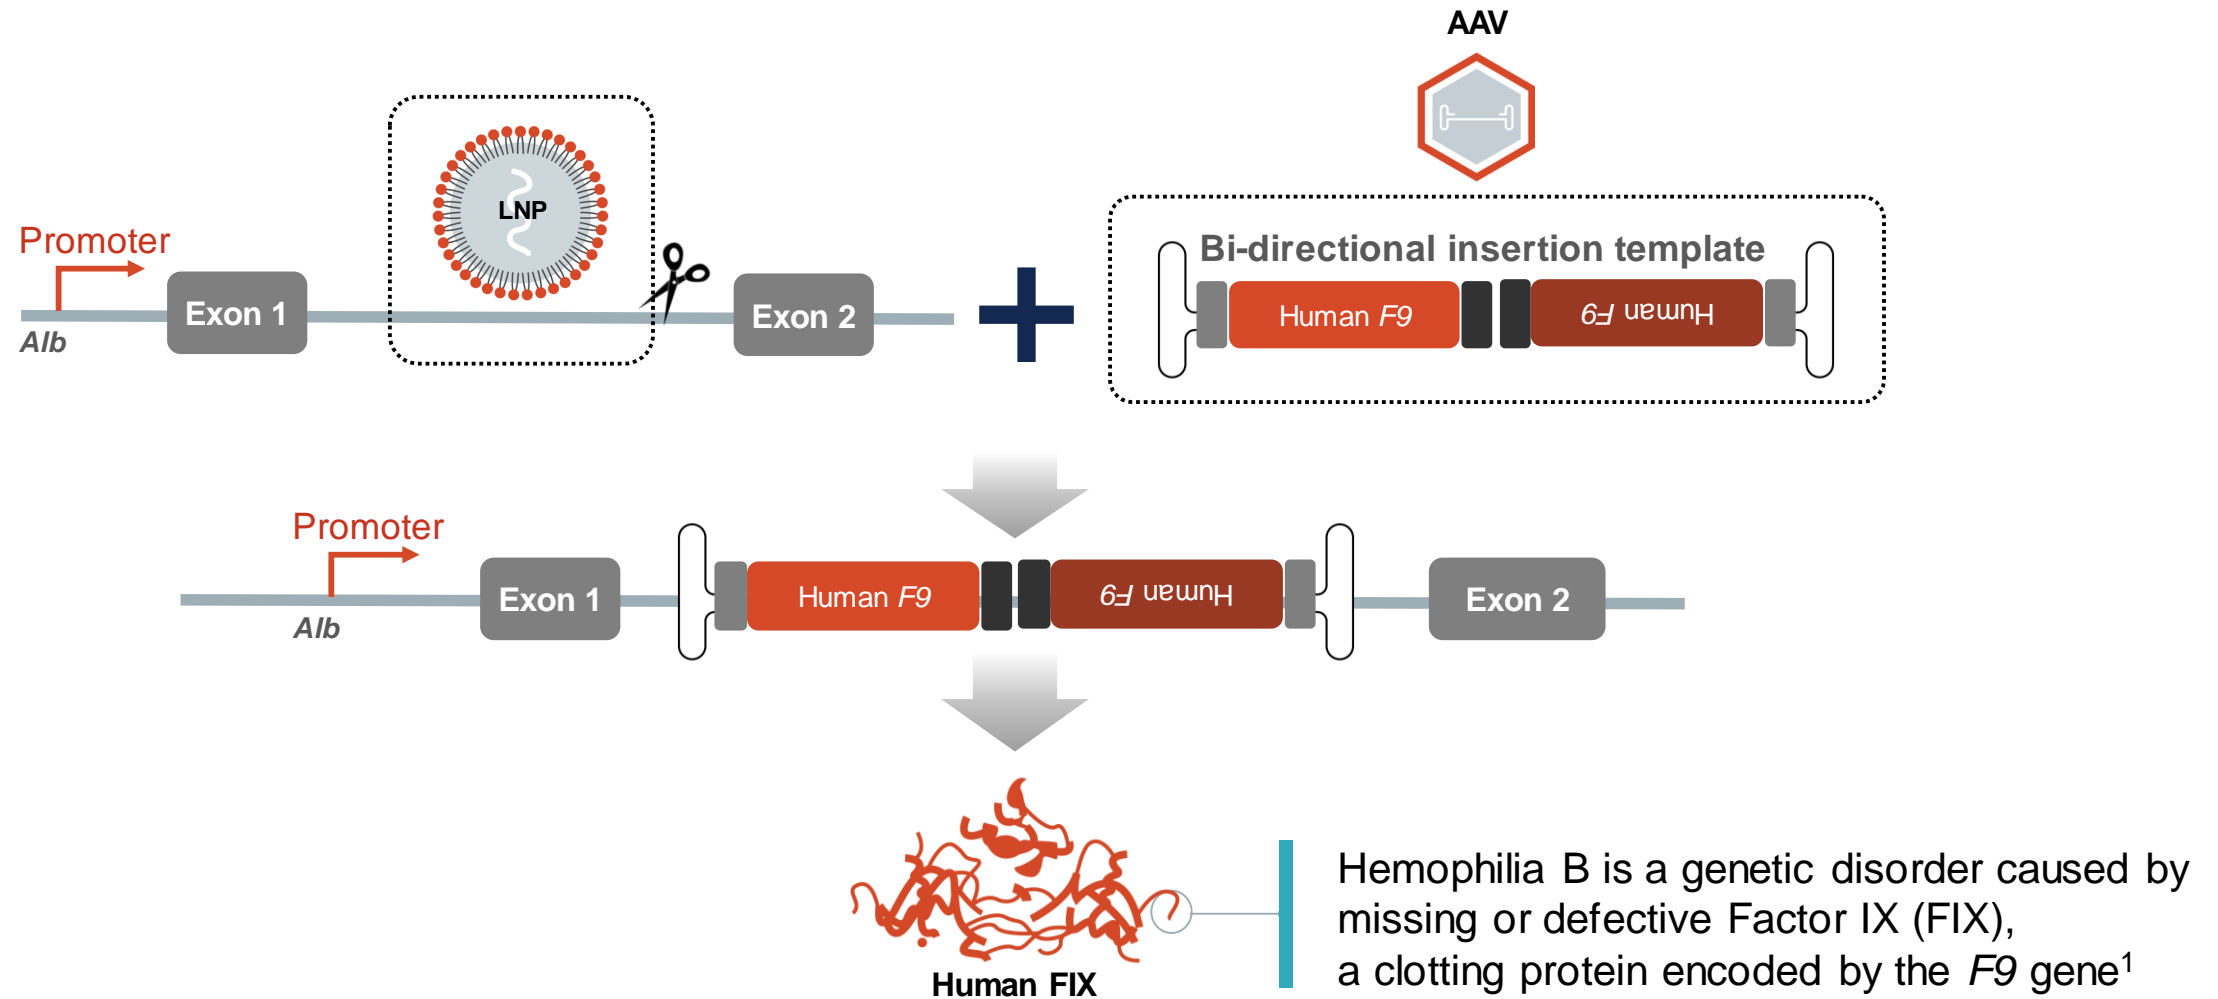 AAV
LNP
Promoter
Exon 1
Exon 2
Alb
Bi-directional insertion template
Human F9
Human F9
Promoter
Exon 1
Human F9
Human F9
Exon 2
Alb
Human FIX
Hemophilia B is a genetic disorder caused by
missing or defective Factor IX (FIX),
a clotting protein encoded by the F9 gene¹